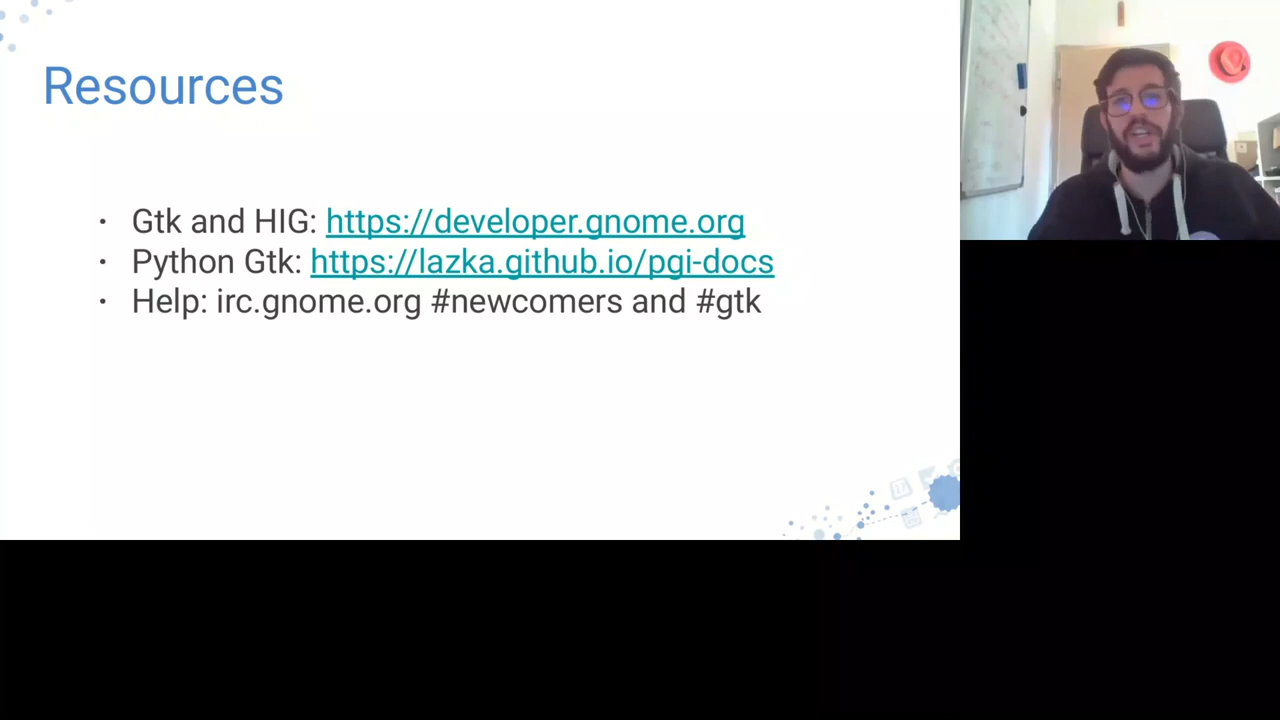 Resources
· Gtk and HIG: https://developer.gnome.org
· Python Gtk: https://lazka.github.io/pgi-docs
· Help: irc.gnome.org #newcomers and #gtk